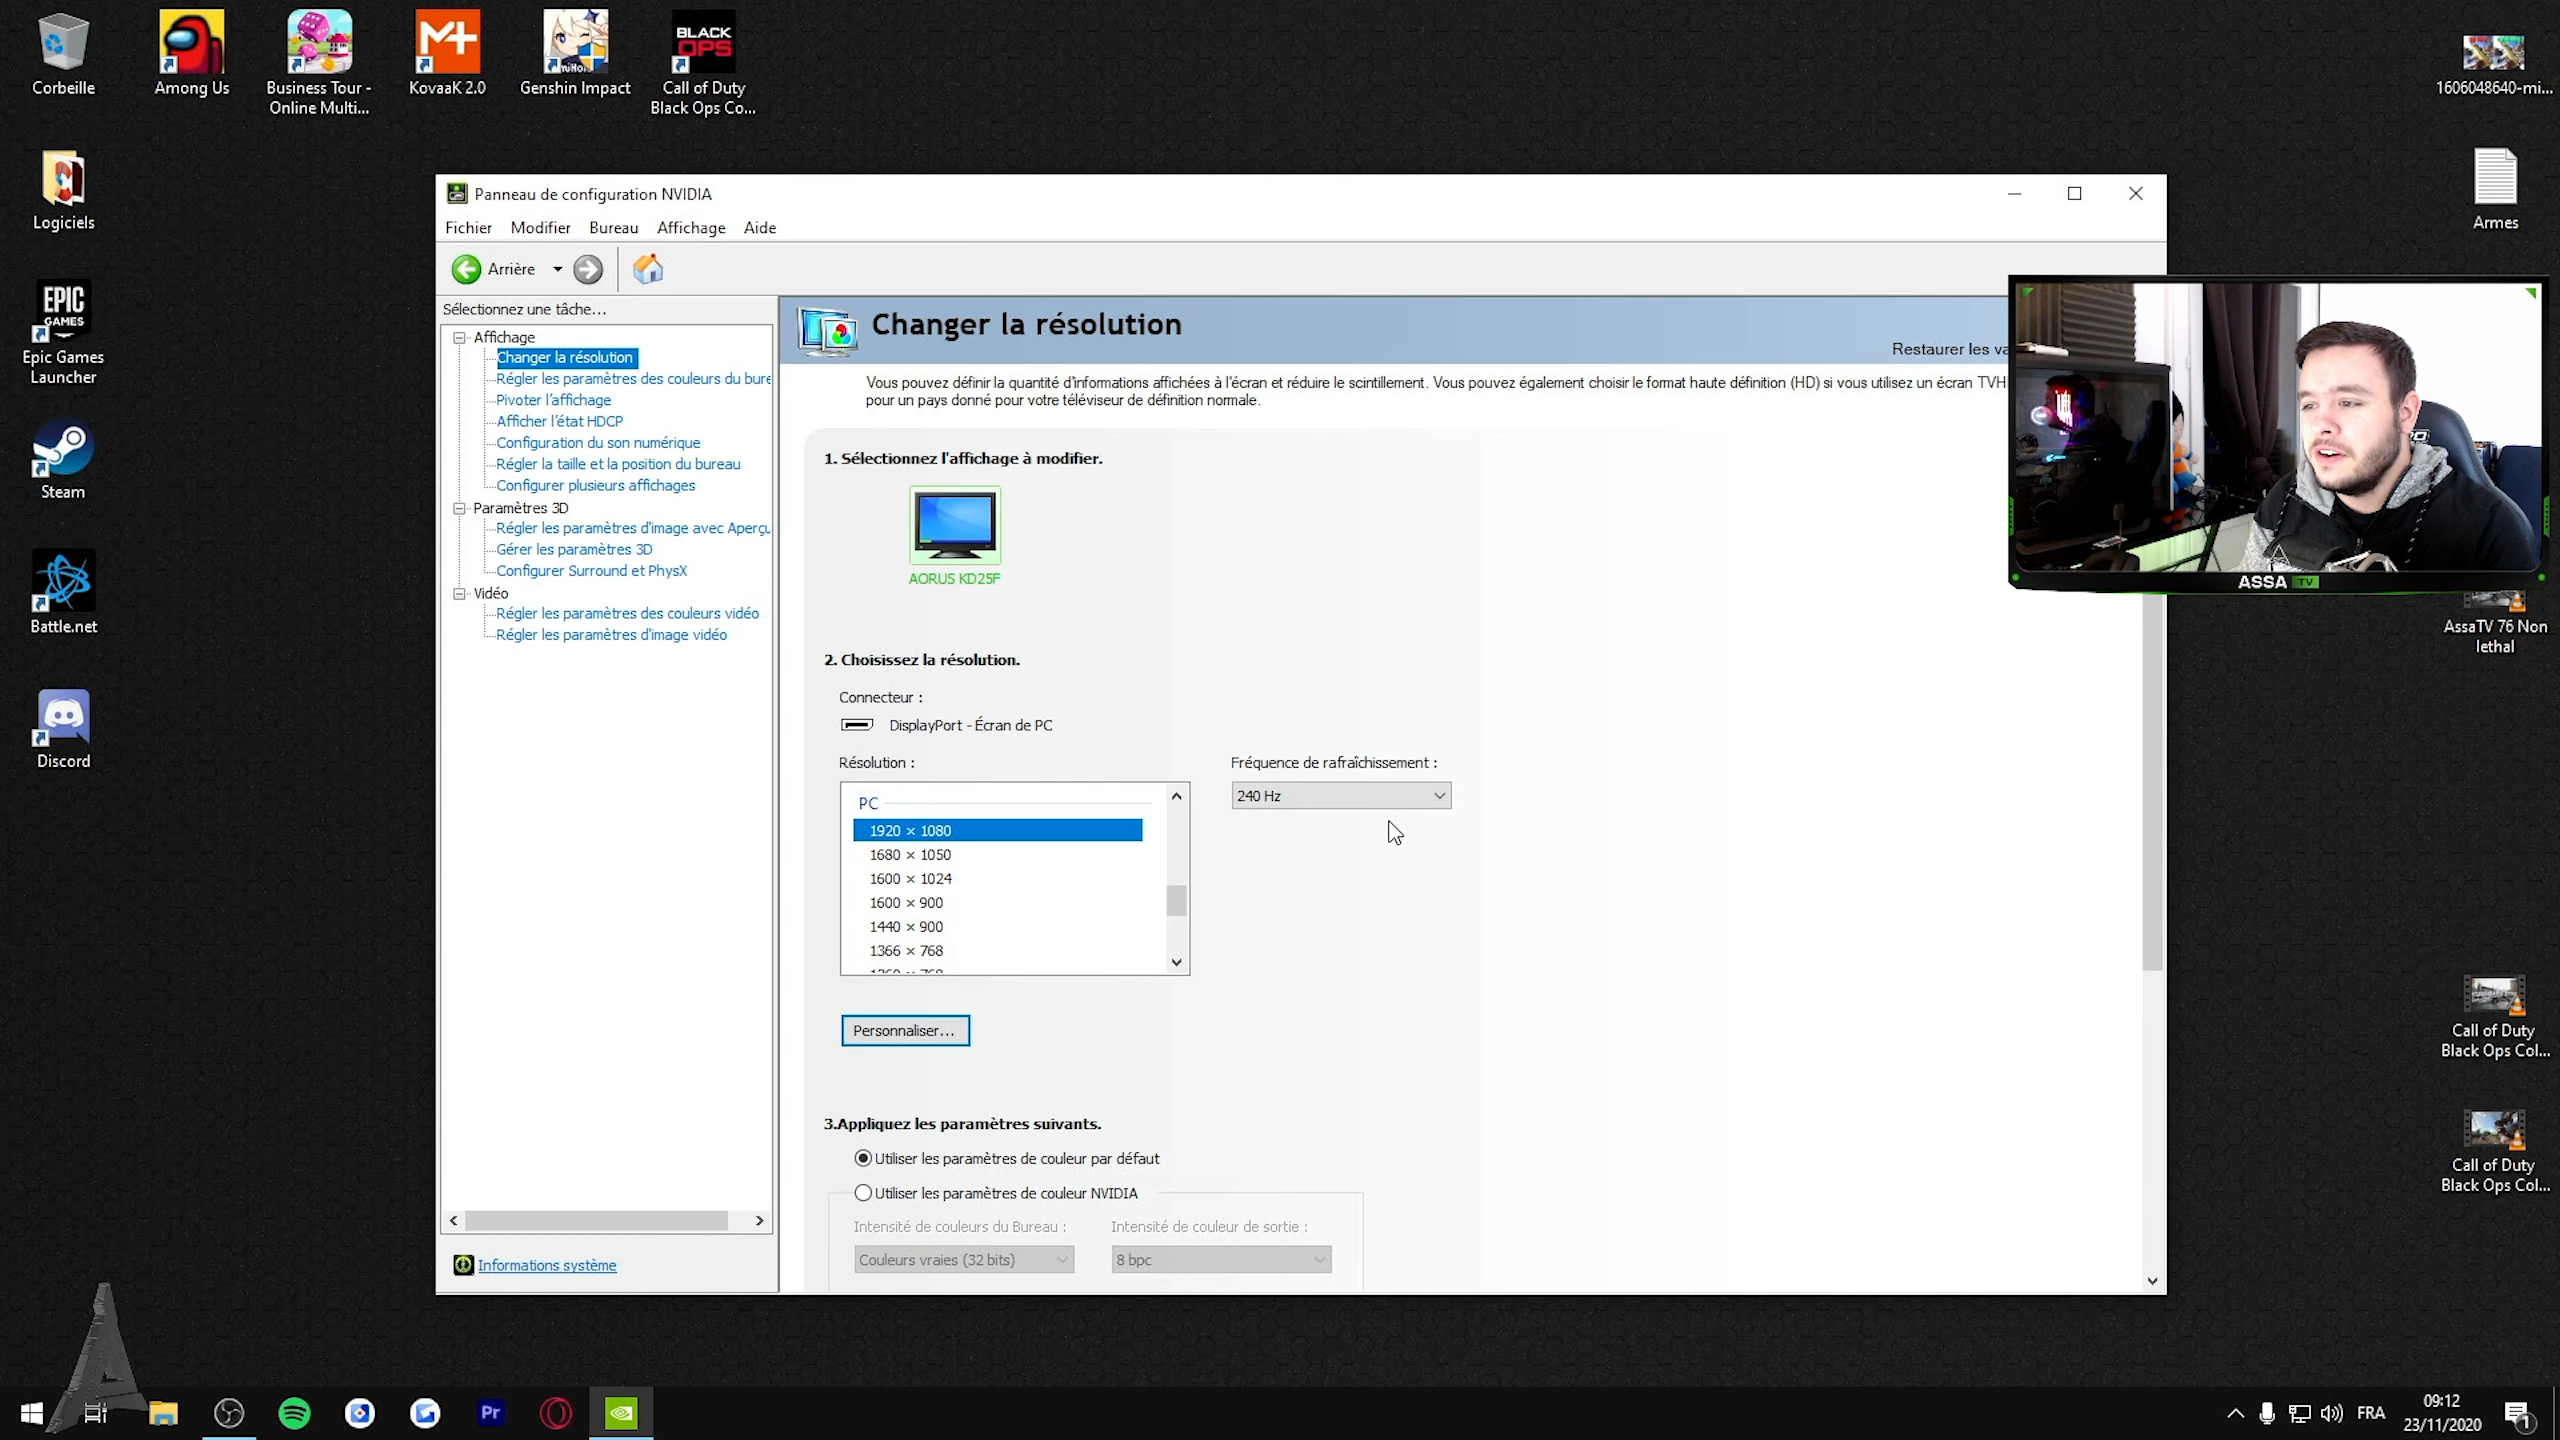 Corbeille
Among Us
Business Tour -
Online Multi...
KovaaK 2.0
Genshin Impact
BLACK
OPS
Call of Duty
Black Ops Co...
1606048640-mi...
Logiciels
Armes
EPIC
GAMES
Epic Games
Launcher
Steam
Battle.net
Discord
Panneau de configuration NVIDIA
Fichier Modifier Bureau Affichage Aide
Arrière
Sélectionnez une tâche...
Affichage
Changer la résolution
Régler les paramètres des couleurs du bure
Pivoter l'affichage
Afficher l'état HDCP
Configuration du son numérique
Régler la taille et la position du bureau
Configurer plusieurs affichages
Paramètres 3D
Régler les paramètres d'image avec Aperçu
Gérer les paramètres 3D
Configurer Surround et PhysX
Vidéo
Régler les paramètres des couleurs vidéo
Régler les paramètres d'image vidéo
Informations système
Changer la résolution
Restaurer les va
Vous pouvez définir la quantité d'informations affichées à l'écran et réduire le scintillement. Vous pouvez également choisir le format haute définition (HD) si vous utilisez un écran TVH
pour un pays donné pour votre téléviseur de définition normale.
1. Sélectionnez l'affichage à modifier.
AORUS KD25F
2. Choisissez la résolution.
Connecteur :
DisplayPort - Écran de PC
Résolution :
Fréquence de rafraîchissement :
PC
240 Hz
1920 × 1080
1680 × 1050
1600 × 1024
1600 × 900
1440 × 900
1366 × 768
Personnaliser...
3.Appliquez les paramètres suivants.
Utiliser les paramètres de couleur par défaut
Utiliser les paramètres de couleur NVIDIA
Intensité de couleurs du Bureau :
Intensité de couleur de sortie :
Couleurs vraies (32 bits)
8 bpc
ASSA TV
AssaTV 76 Non
lethal
Call of Duty
Black Ops Col...
Call of Duty
Black Ops Col...
Pr
FRA
09:12
23/11/2020
1